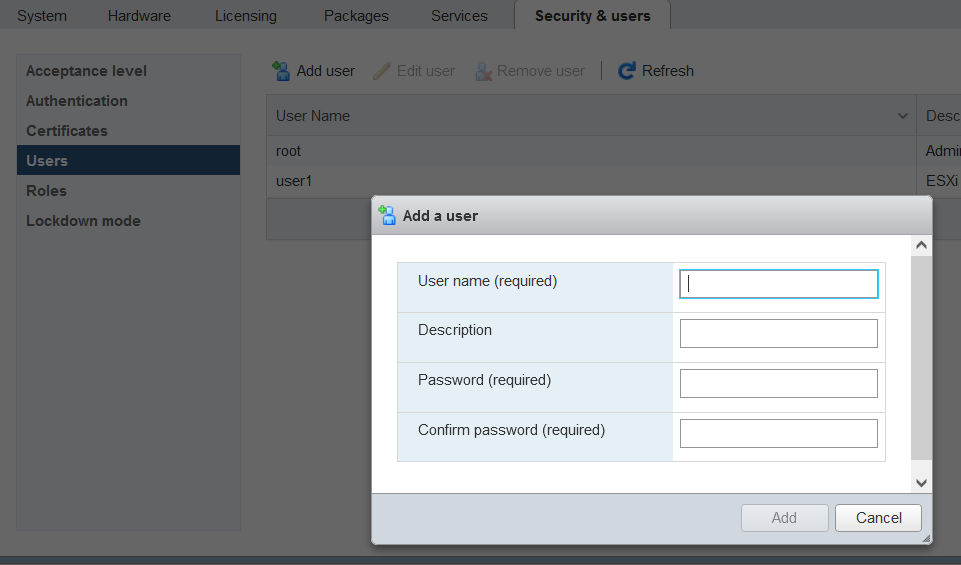 System Hardware Licensing Packages Services Security & users
Acceptance level
Authentication
Certificates
Users
Roles
Lockdown mode
Add user Edit user Remove user Refresh
User Name Desc
root Admi
user1 ESXi
Add a user
User name (required)
Description
Password (required)
Confirm password (required)
Add Cancel